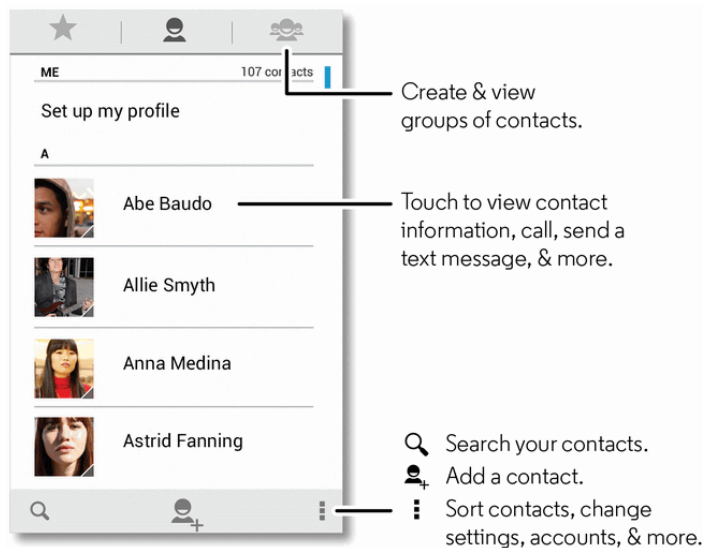 ME 107 contacts
Set up my profile
A
Abe Baudo
Allie Smyth
Anna Medina
Astrid Fanning
Create & view
groups of contacts.
Touch to view contact
information, call, send a
text message, & more.
Search your contacts.
Add a contact.
Sort contacts, change
settings, accounts, & more.